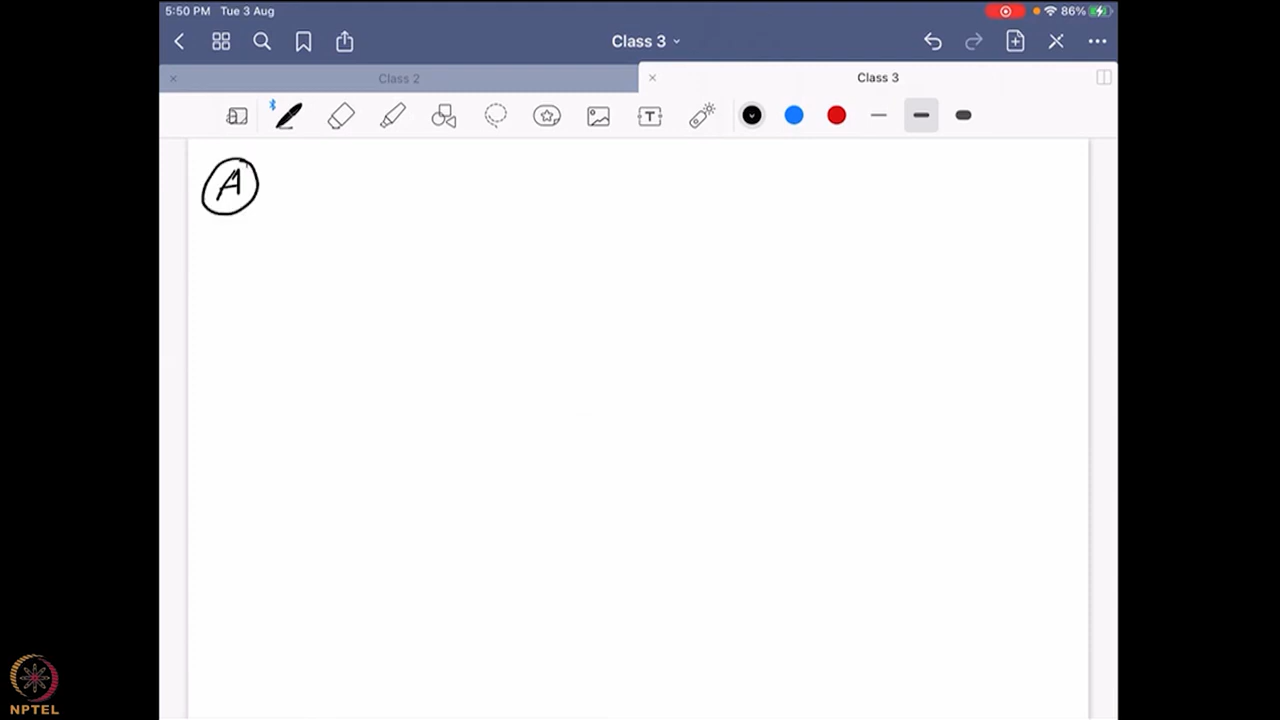 5:50 PM Tue 3 Aug 86%
Class 3
Class 2 Class 3
T
A
NPTEL